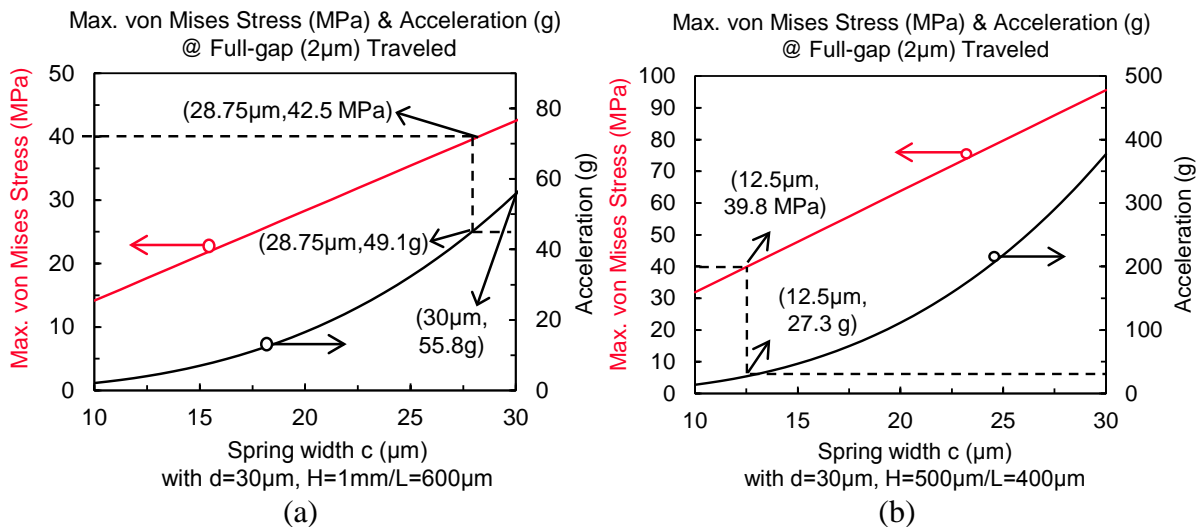 Max. von Mises Stress (MPa) & Acceleration (g)
@ Full-gap (2µm) Traveled
Max. von Mises Stress (MPa)
50
45
40
35
30
25
20
15
10
5
0
(28.75µm,42.5 MPa)
(28.75µm,49.1g)
(30µm,
55.8g)
80
60
40
20
0
Acceleration (g)
10 15 20 25 30
Spring width c (µm)
with d=30µm, H=1mm/L=600µm
(a)
Max. von Mises Stress (MPa) & Acceleration (g)
@ Full-gap (2µm) Traveled
Max. von Mises Stress (MPa)
100
90
80
70
60
50
40
30
20
10
0
(12.5µm,
39.8 MPa)
(12.5µm,
27.3 g)
500
400
300
200
100
0
Acceleration (g)
10 15 20 25 30
Spring width c (µm)
with d=30µm, H=500µm/L=400µm
(b)